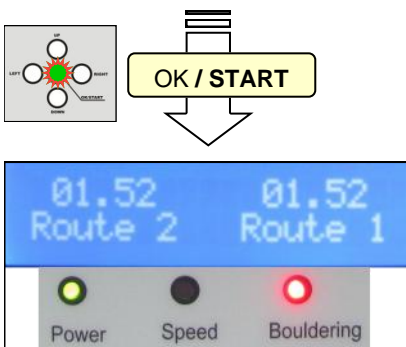 UP
LEFT
RIGHT
OK/START
DOWN
OK / START
01.52 01.52
Route 2 Route 1
Power Speed Bouldering